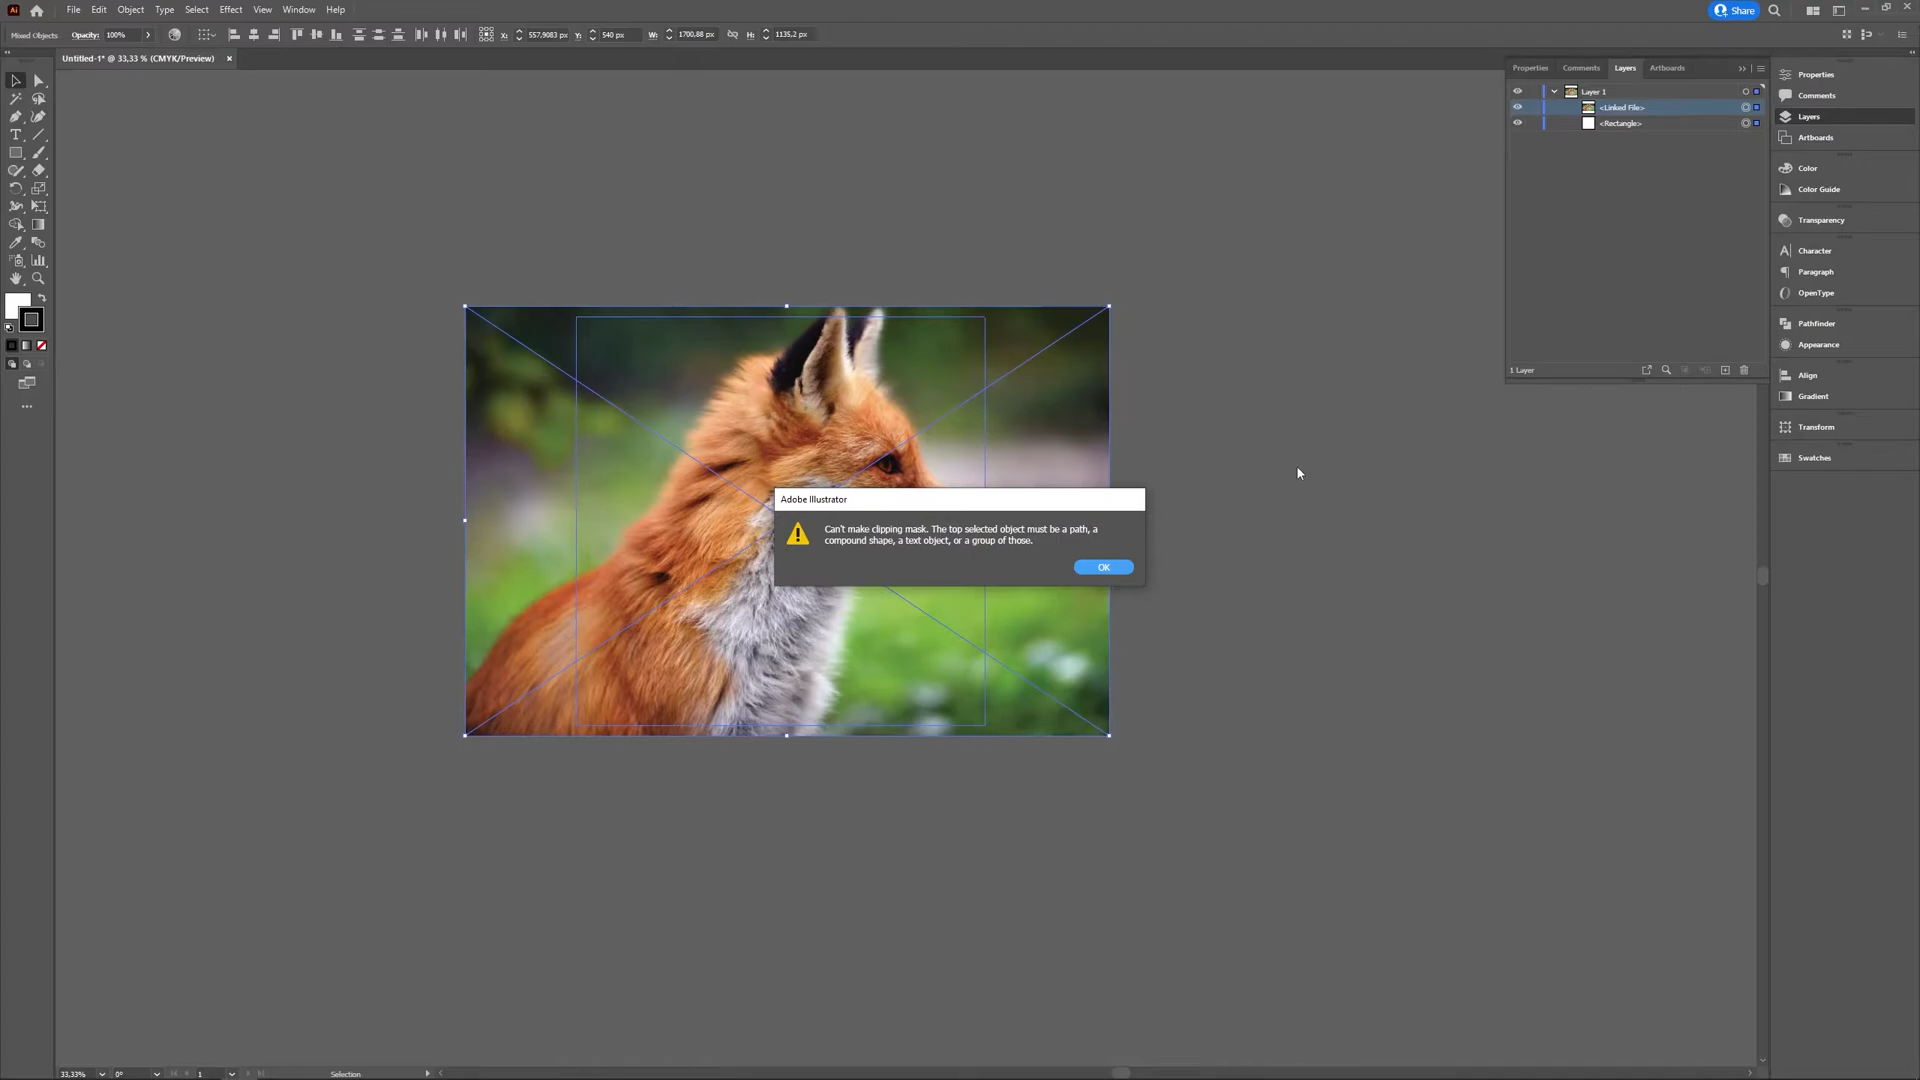 Ai
File Edit Object Type Select Effect View Window Help
Share
Mixed Objects Opacity: 100% X: 557,9083 px Y: 540 px W: 1700,88 px H: 1135,2 px
Untitled-1* @ 33,33 % (CMYK/Preview) ×
Properties Comments Layers Artboards
Layer 1
<Linked File>
<Rectangle>
1 Layer
Properties
Comments
Layers
Artboards
Color
Color Guide
Transparency
Character
Paragraph
OpenType
Pathfinder
Appearance
Align
Gradient
Transform
Swatches
Adobe Illustrator
Can't make clipping mask. The top selected object must be a path, a
compound shape, a text object, or a group of those.
OK
33,33% 0° 1 Selection